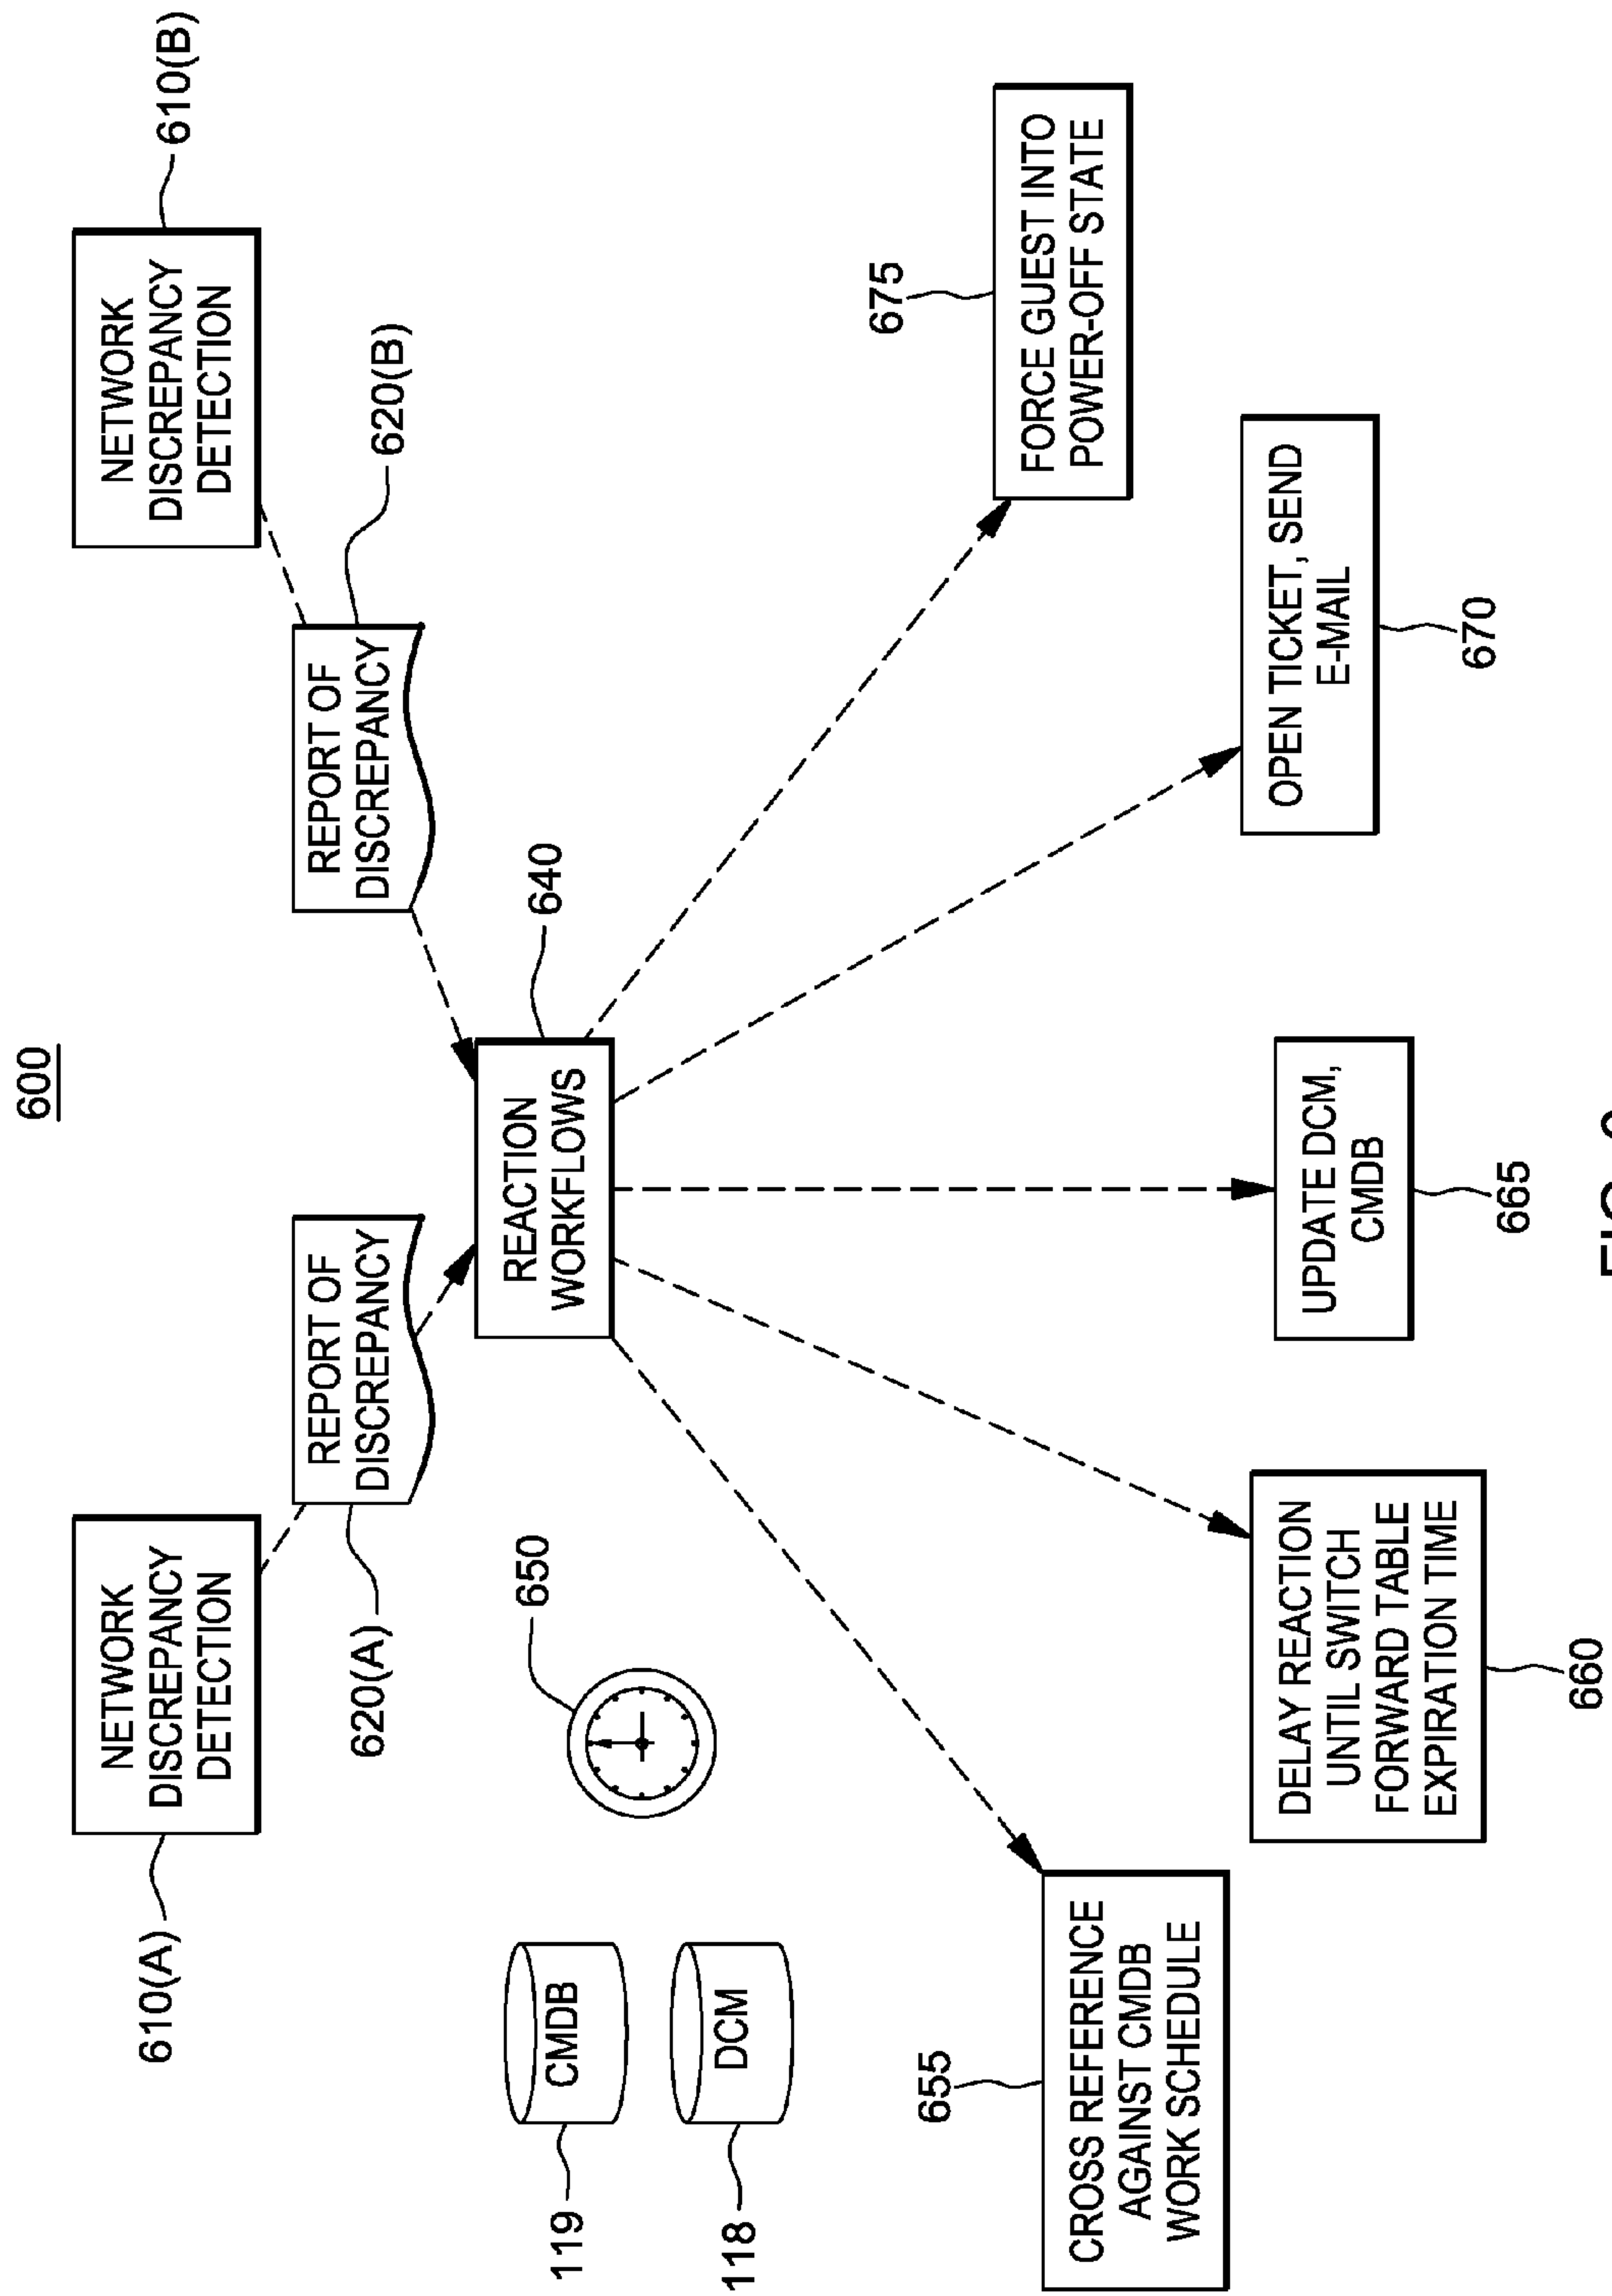 600
610(A)
NETWORK
DISCREPANCY
DETECTION
NETWORK
DISCREPANCY
DETECTION
610(B)
620(A)
REPORT OF
DISCREPANCY
REPORT OF
DISCREPANCY
620(B)
119
CMDB
650
REACTION
WORKFLOWS
640
118
DCM
655
CROSS REFERENCE
AGAINST CMDB
WORK SCHEDULE
675
FORCE GUEST INTO
POWER-OFF STATE
DELAY REACTION
UNTIL SWITCH
FORWARD TABLE
EXPIRATION TIME
660
UPDATE DCM,
CMDB
665
OPEN TICKET, SEND
E-MAIL
670